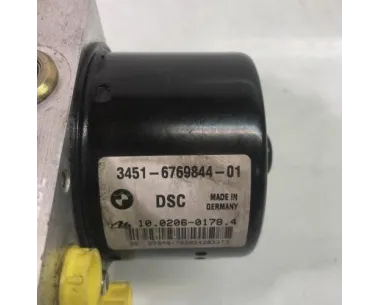 3451-6769844-01
DSC
MADE IN
GERMANY
10.0206-0178.4